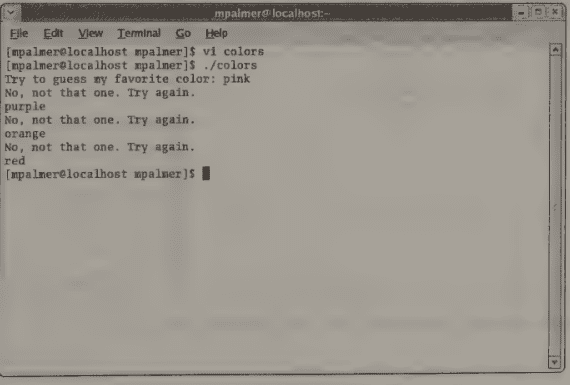 mpalmer@localhost:~
File Edit View Terminal Go Help
[mpalmer@localhost mpalmer]$ vi colors
[mpalmer@localhost mpalmer]$ ./colors
Try to guess my favorite color: pink
No, not that one. Try again.
purple
No, not that one. Try again.
orange
No, not that one. Try again.
red
[mpalmer@localhost mpalmer]$